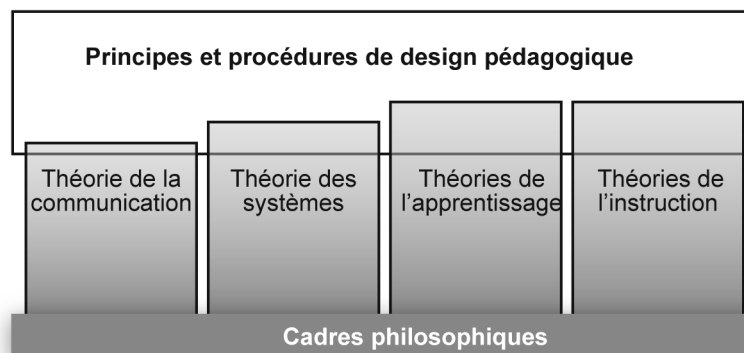 Principes et procédures de design pédagogique
Théorie de la
communication
Théorie des
systèmes
Théories de
l’apprentissage
Théories de
l’instruction
Cadres philosophiques